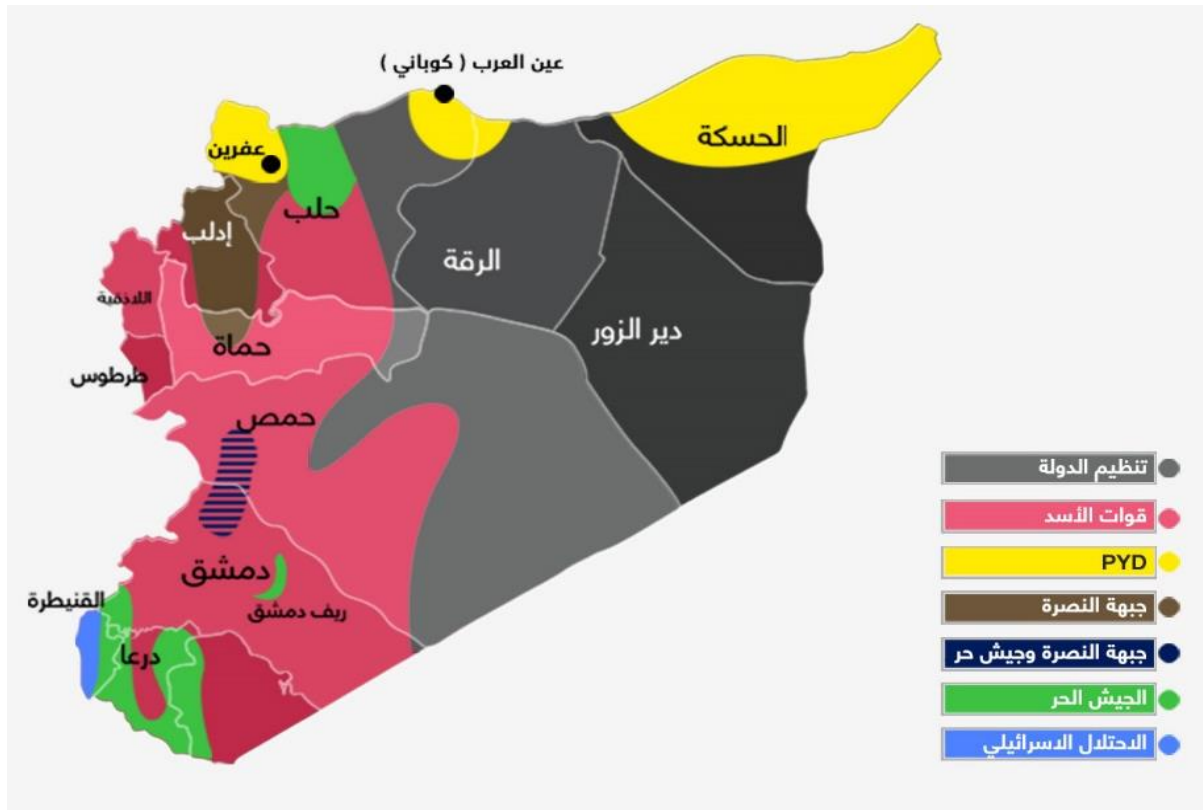 عين العرب ( كوباني )
الحسكة
عفرين
حلب
إدلب
الرقة
اللاذقية
دير الزور
حماة
طرطوس
حمص
دمشق
ريف دمشق
القنيطرة
درعا
تنظيم الدولة
قوات الأسد
PYD
جبهة النصرة
جبهة النصرة وجيش حر
الجيش الحر
الاحتلال الاسرائيلي